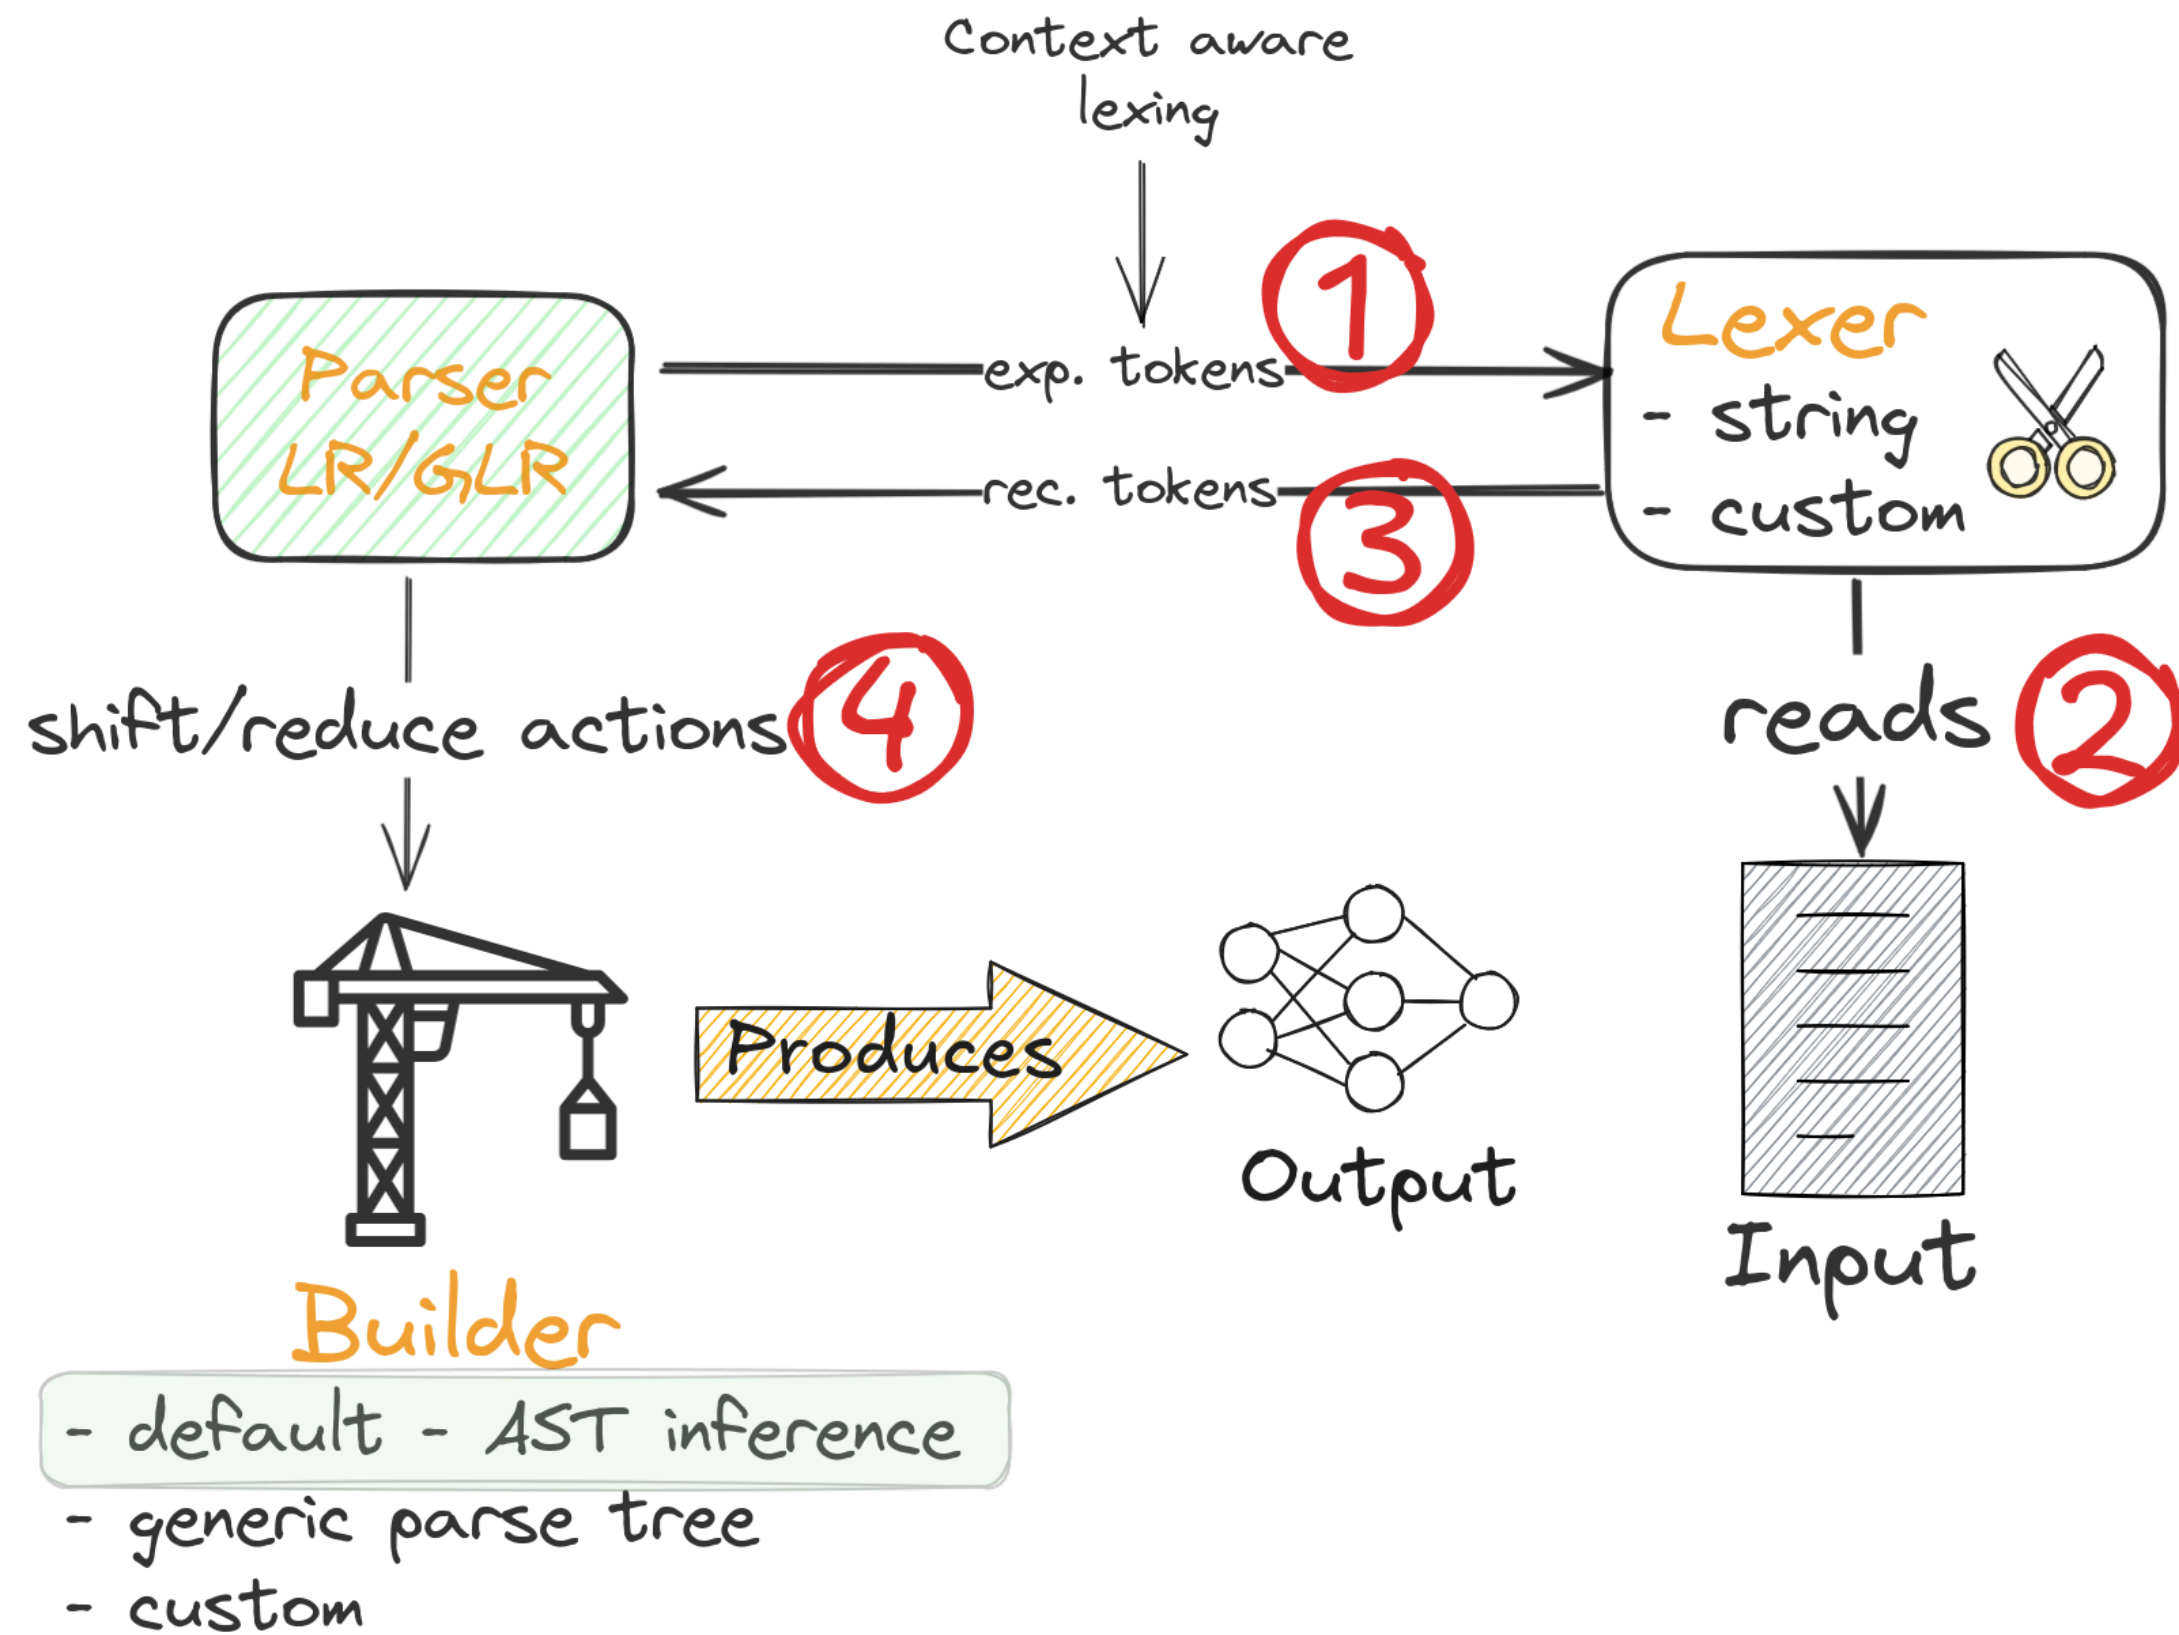 Context aware
lexing
1
exp. tokens
Parser
LR/GLR
Lexer
- string
- custom
rec. tokens
3
shift/reduce actions
4
reads
2
Produces
Output
Input
Builder
- default - AST inference
- generic parse tree
- custom